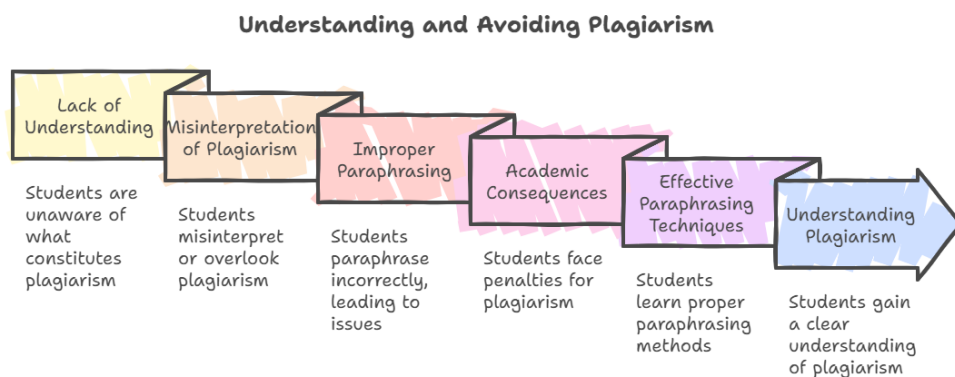 Understanding and Avoiding Plagiarism
Lack of
Understanding
Students are
unaware of
what
constitutes
plagiarism
Misinterpretation
of Plagiarism
Students
misinterpret
or overlook
plagiarism
Improper
Paraphrasing
Students
paraphrase
incorrectly,
leading to
issues
Academic
Consequences
Students face
penalties for
plagiarism
Effective
Paraphrasing
Techniques
Students
learn proper
paraphrasing
methods
Understanding
Plagiarism
Students gain
a clear
understanding
of plagiarism